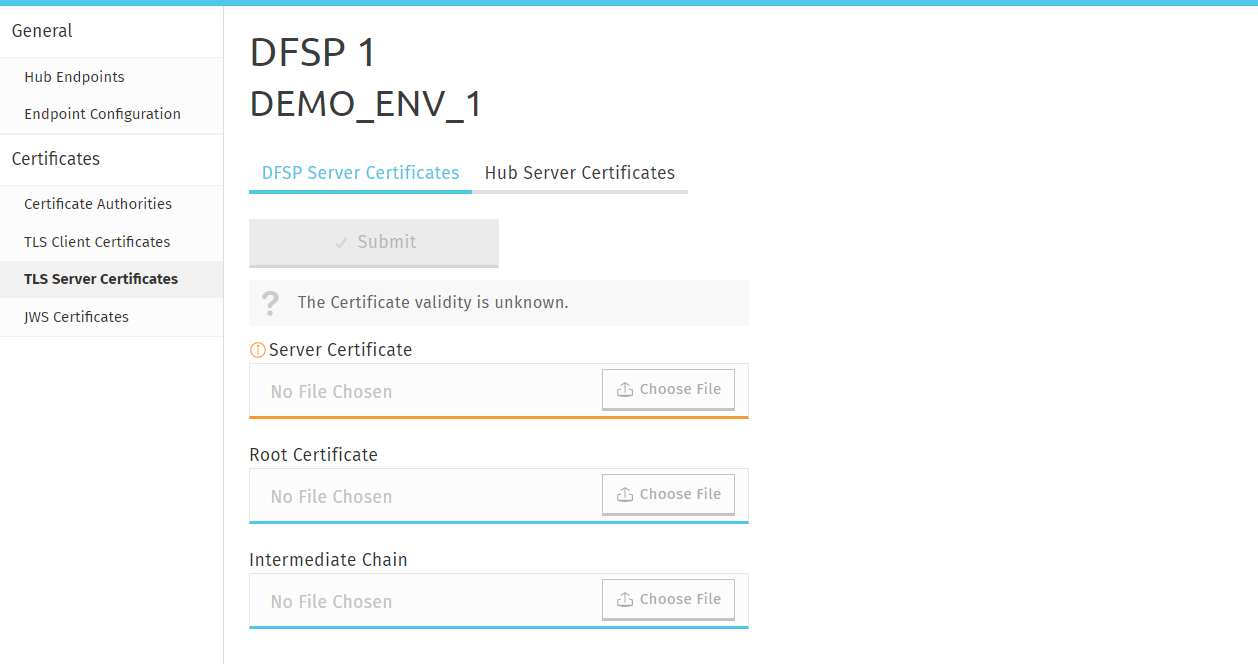 General
Hub Endpoints
Endpoint Configuration
Certificates
Certificate Authorities
TLS Client Certificates
TLS Server Certificates
JWS Certificates
DFSP 1
DEMO_ENV_1
DFSP Server Certificates
Hub Server Certificates
Submit
? The Certificate validity is unknown.
Server Certificate
No File Chosen
Choose File
Root Certificate
No File Chosen
Choose File
Intermediate Chain
No File Chosen
Choose File